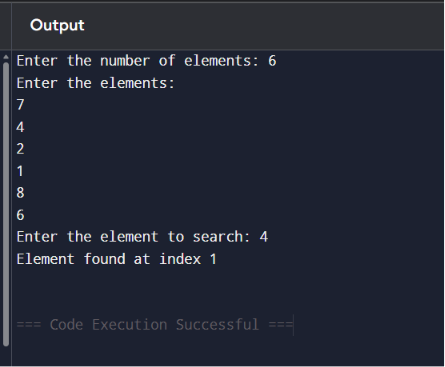 Output
Enter the number of elements: 6
Enter the elements:
7
4
2
1
8
6
Enter the element to search: 4
Element found at index 1
=== Code Execution Successful ===